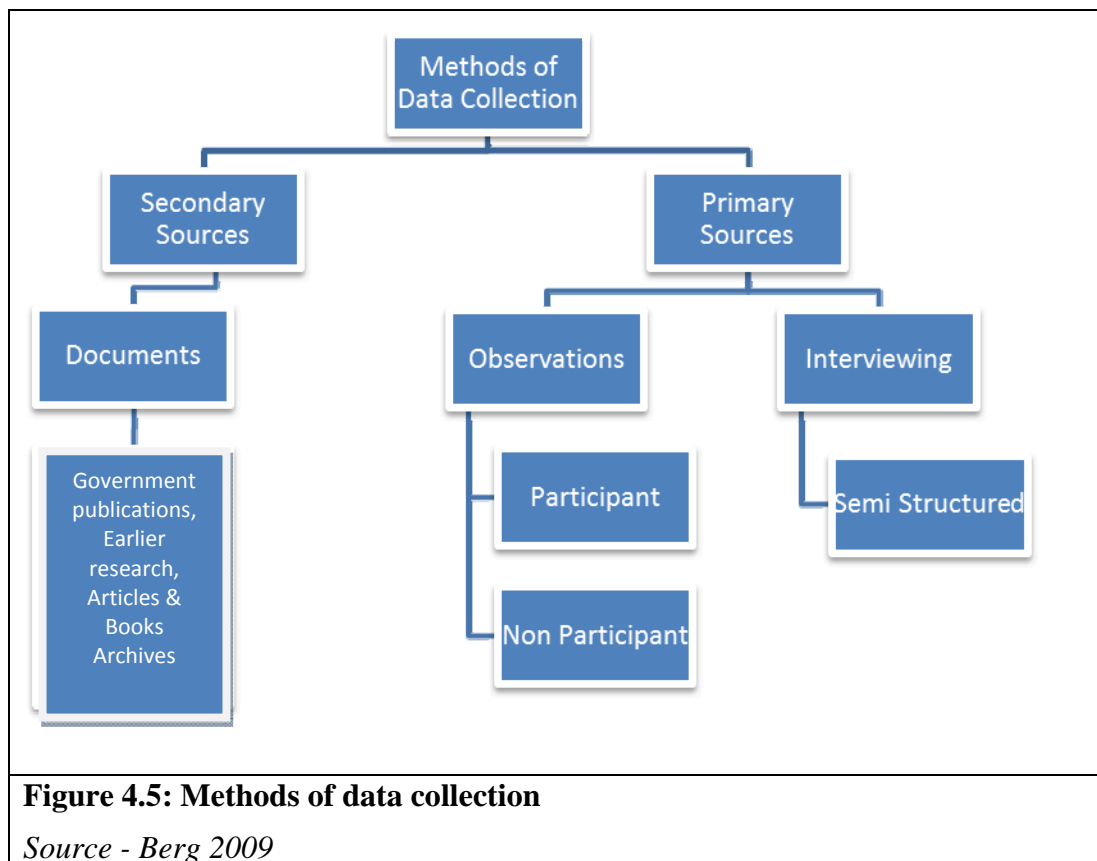 Methods of
Data Collection
Secondary
Sources
Primary
Sources
Documents
Observations
Interviewing
Government
publications,
Earlier
research,
Articles &
Books
Archives
Participant
Semi Structured
Non Participant
Figure 4.5: Methods of data collection
Source - Berg 2009